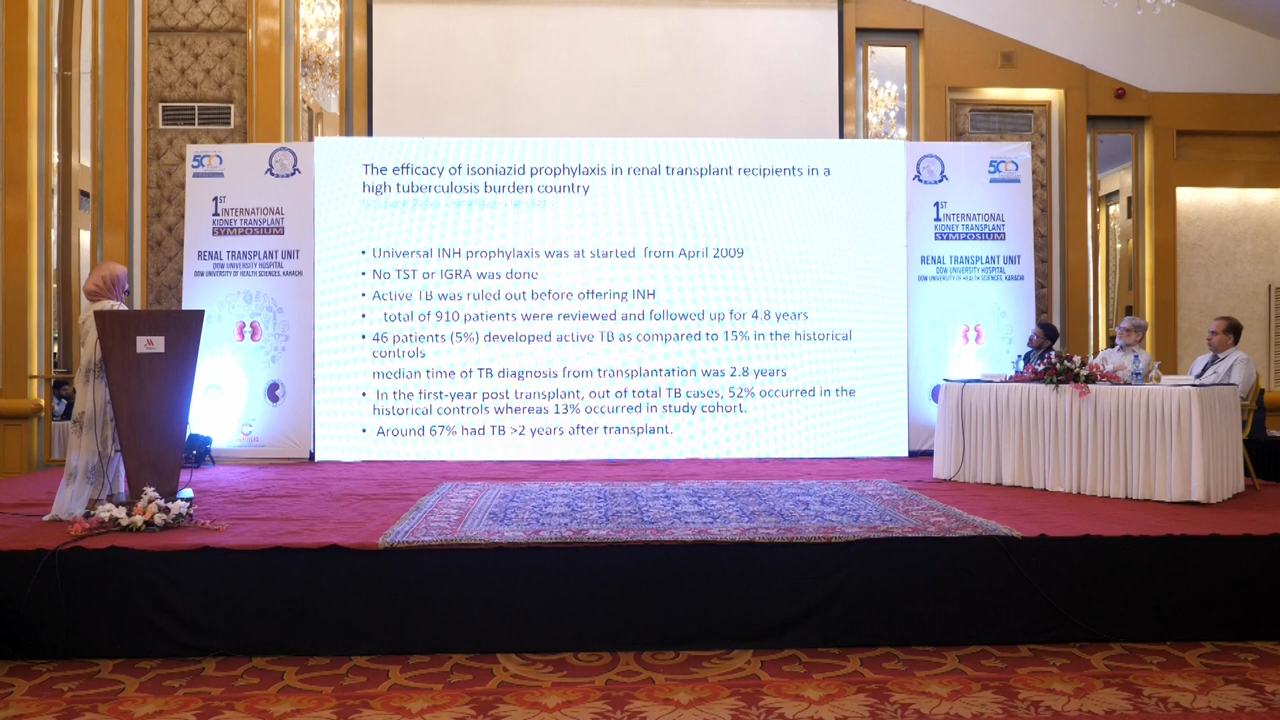 The efficacy of isoniazid prophylaxis in renal transplant recipients in a
high tuberculosis burden country
• Universal INH prophylaxis was at started from April 2009
• No TST or IGRA was done
• Active TB was ruled out before offering INH
• total of 910 patients were reviewed and followed up for 4.8 years
• 46 patients (5%) developed active TB as compared to 15% in the historical
controls
median time of TB diagnosis from transplantation was 2.8 years
• In the first-year post transplant, out of total TB cases, 52% occurred in the
historical controls whereas 13% occurred in study cohort.
• Around 67% had TB >2 years after transplant.
500
1ST
INTERNATIONAL
KIDNEY TRANSPLANT
SYMPOSIUM
RENAL TRANSPLANT UNIT
DOW UNIVERSITY HOSPITAL
DOW UNIVERSITY OF HEALTH SCIENCES, KARACHI
500
1ST
INTERNATIONAL
KIDNEY TRANSPLANT
SYMPOSIUM
RENAL TRANSPLANT UNIT
DOW UNIVERSITY HOSPITAL
DOW UNIVERSITY OF HEALTH SCIENCES, KARACHI